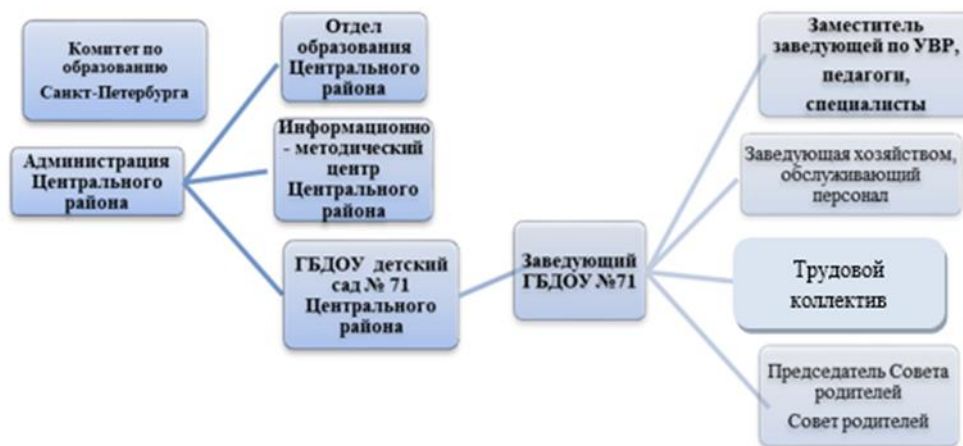 Комитет по
образованию
Санкт-Петербурга
Администрация
Центрального
района
Отдел
образования
Центрального
района
Информационно
- методический
центр
Центрального
района
ГБДОУ детский
сад № 71
Центрального
района
Заведующий
ГБДОУ №71
Заместитель
заведующей по УВР,
педагоги,
специалисты
Заведующая хозяйством,
обслуживающий
персонал
Трудовой
коллектив
Председатель Совета
родителей
Совет родителей